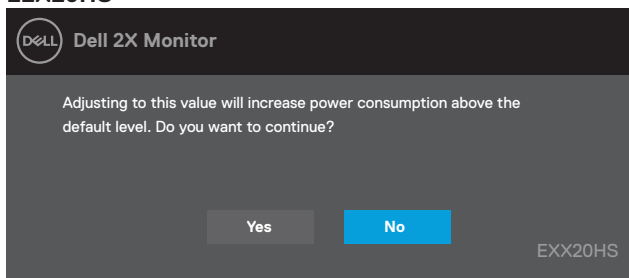 DELL Dell 2X Monitor
Adjusting to this value will increase power consumption above the
default level. Do you want to continue?
Yes No
EXX20HS